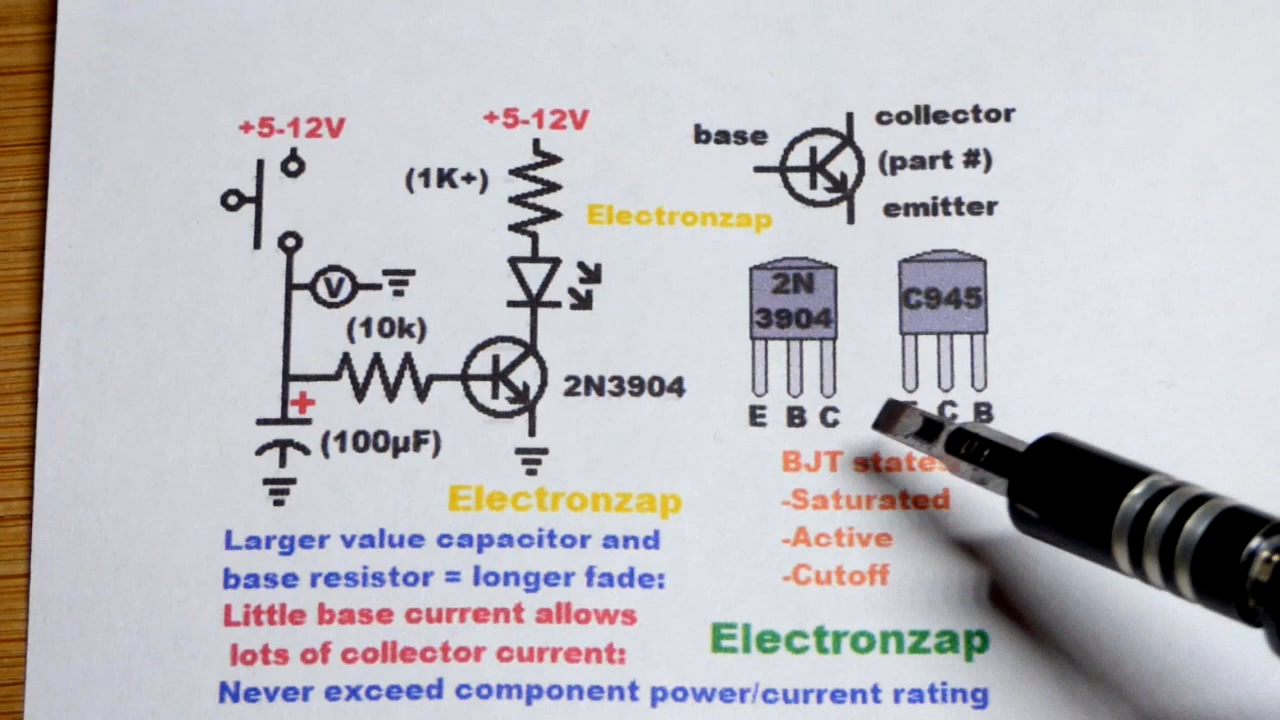 +5-12V
+5-12V
(1K+)
Electronzap
base
collector
(part #)
emitter
V
(10k)
2N3904
+
(100µF)
2N
3904
E B C
C945
C B
Electronzap
Larger value capacitor and
base resistor = longer fade:
Little base current allows
lots of collector current:
Never exceed component power/current rating
BJT states
-Saturated
-Active
-Cutoff
Electronzap